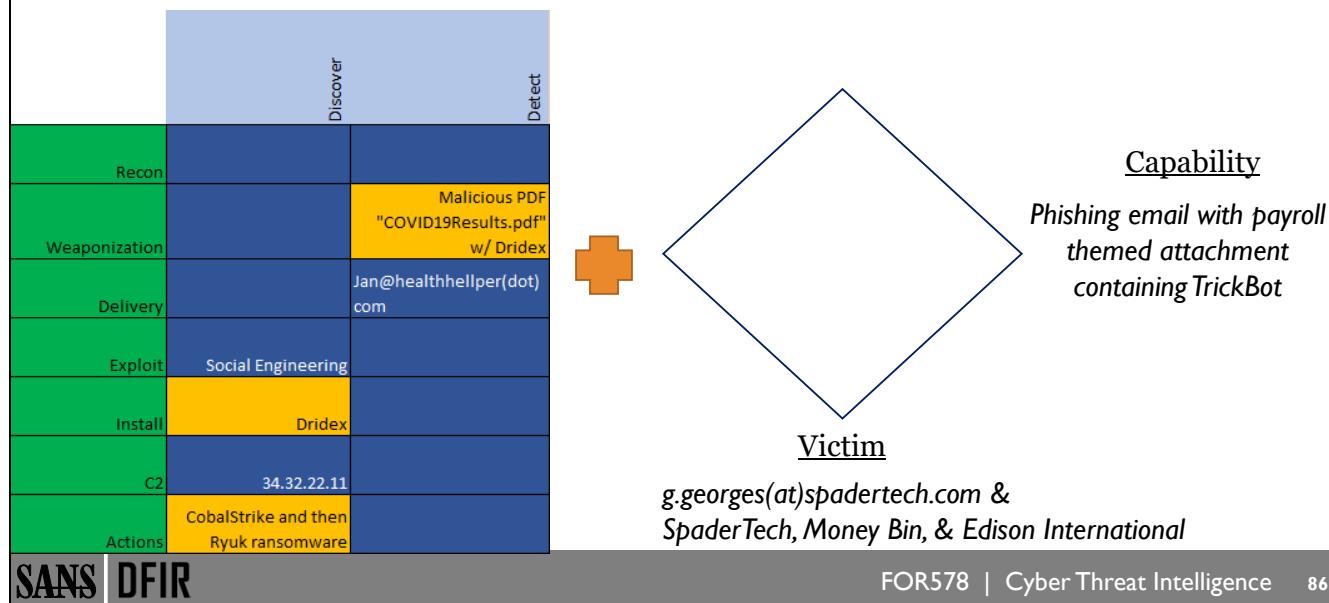 Discover
Detect
Recon
Weaponization
Malicious PDF
"COVID19Results.pdf"
w/ Dridex
Delivery
Jan@healthhellper(dot)
com
Exploit
Social Engineering
Install
Dridex
C2
34.32.22.11
Actions
CobalStrike and then
Ryuk ransomware
Capability
Phishing email with payroll
themed attachment
containing TrickBot
Victim
g.georges(at)spadertech.com &
SpaderTech, Money Bin, & Edison International
SANS DFIR
FOR578 | Cyber Threat Intelligence 86